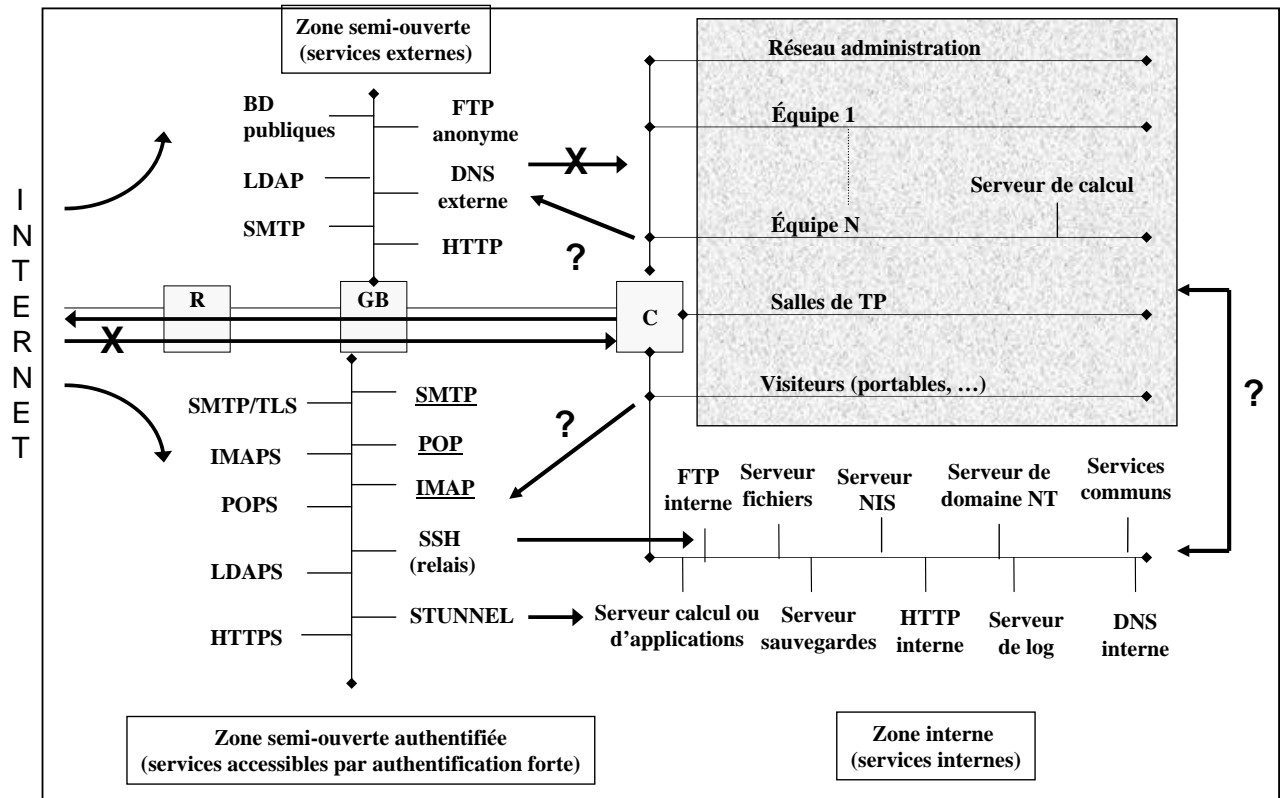 INTERNET
Zone semi-ouverte
(services externes)
BD
publiques
FTP
anonyme
LDAP
DNS
externe
SMTP
HTTP
X
?
Réseau administration
Équipe 1
Serveur de calcul
Équipe N
Salles de TP
Visiteurs (portables, …)
R
GB
C
X
?
?
SMTP/TLS
SMTP
IMAPS
POP
POPS
IMAP
SSH
(relais)
LDAPS
STUNNEL
HTTPS
FTP
interne
Serveur
fichiers
Serveur
NIS
Serveur de
domaine NT
Services
communs
Serveur calcul ou
d’applications
Serveur
sauvegardes
HTTP
interne
Serveur
de log
DNS
interne
Zone semi-ouverte authentifiée
(services accessibles par authentification forte)
Zone interne
(services internes)